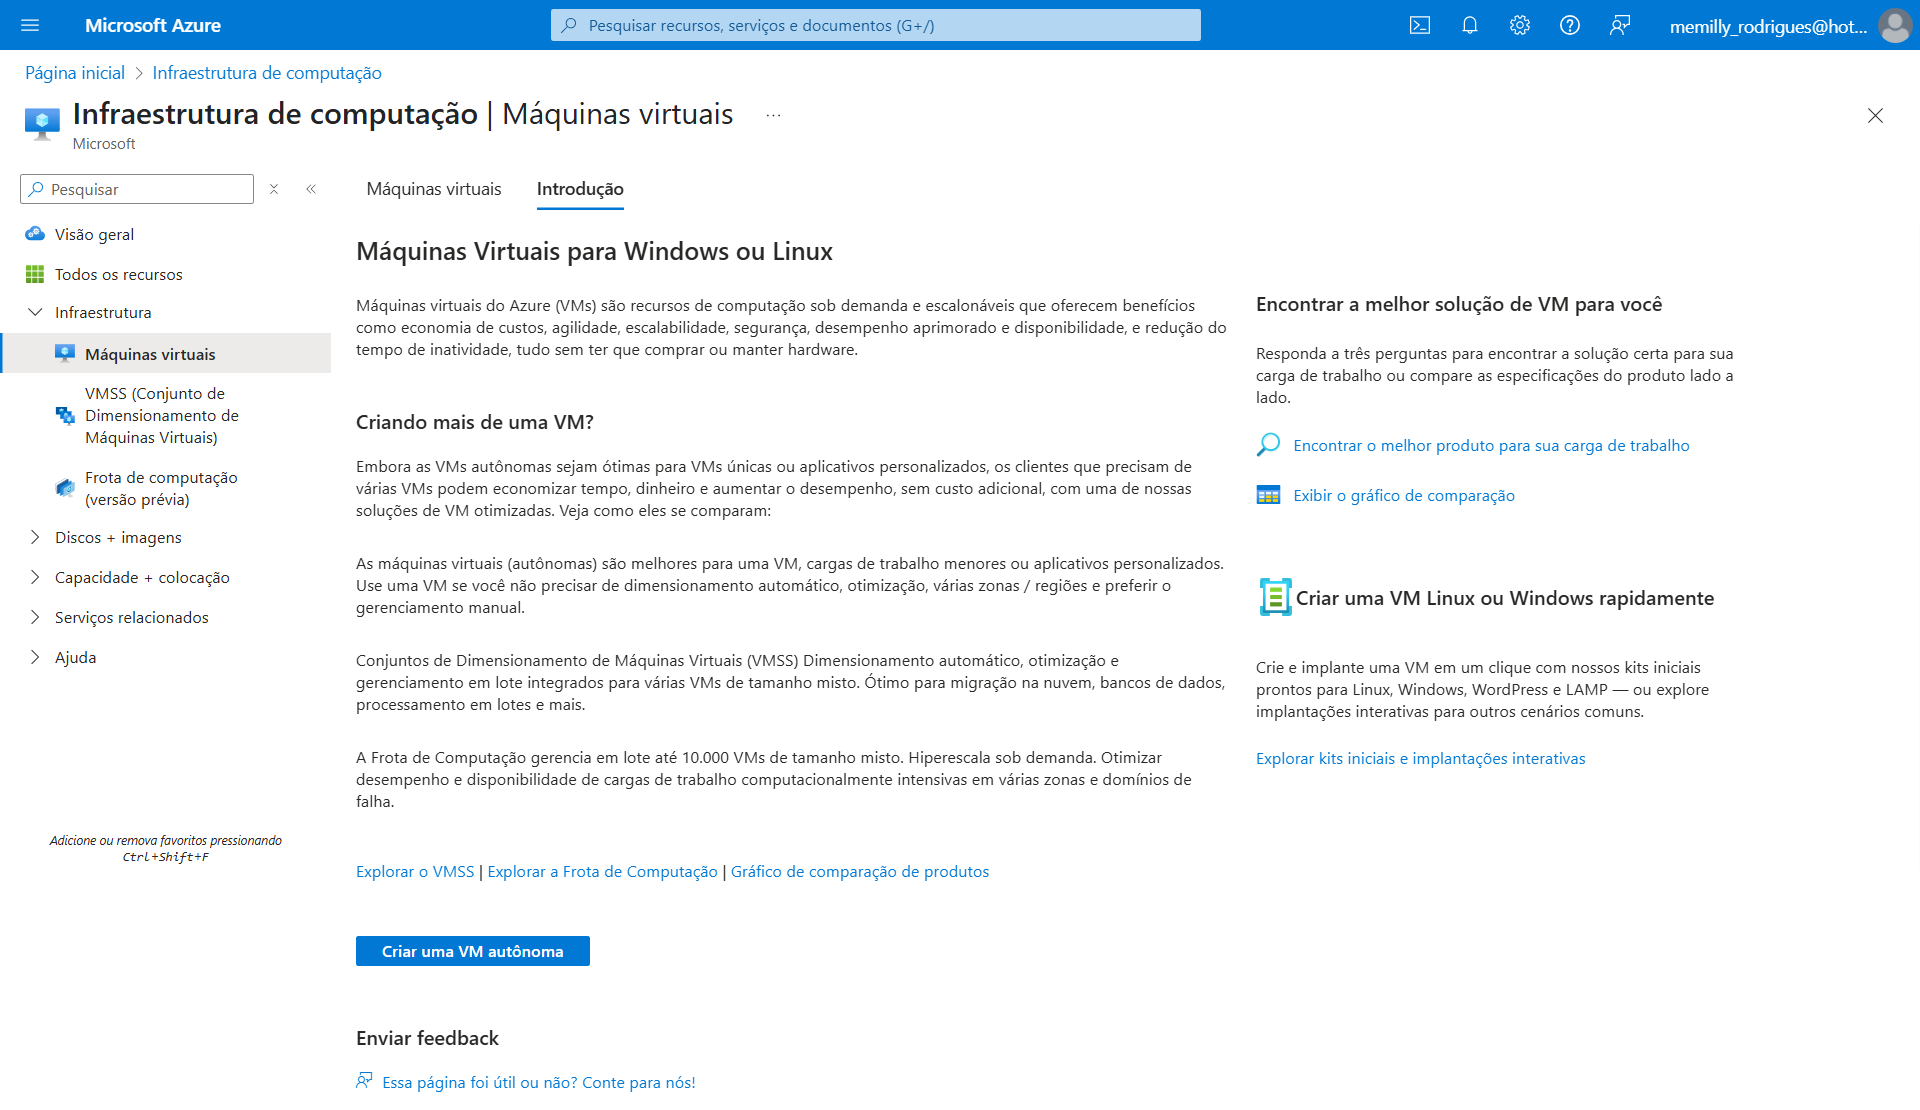 Microsoft Azure
Pesquisar recursos, serviços e documentos (G+/)
memilly_rodrigues@hot...
Página inicial > Infraestrutura de computação
Infraestrutura de computação | Máquinas virtuais ...
Microsoft
Pesquisar
Visão geral
Todos os recursos
Infraestrutura
Máquinas virtuais
VMSS (Conjunto de
Dimensionamento de
Máquinas Virtuais)
Frota de computação
(versão prévia)
Discos + imagens
Capacidade + colocação
Serviços relacionados
Ajuda
Adicione ou remova favoritos pressionando
Ctrl+Shift+F
Máquinas virtuais
Introdução
Máquinas Virtuais para Windows ou Linux
Máquinas virtuais do Azure (VMs) são recursos de computação sob demanda e escalonáveis que oferecem benefícios
como economia de custos, agilidade, escalabilidade, segurança, desempenho aprimorado e disponibilidade, e redução do
tempo de inatividade, tudo sem ter que comprar ou manter hardware.
Criando mais de uma VM?
Embora as VMs autônomas sejam ótimas para VMs únicas ou aplicativos personalizados, os clientes que precisam de
várias VMs podem economizar tempo, dinheiro e aumentar o desempenho, sem custo adicional, com uma de nossas
soluções de VM otimizadas. Veja como eles se comparam:
As máquinas virtuais (autônomas) são melhores para uma VM, cargas de trabalho menores ou aplicativos personalizados.
Use uma VM se você não precisar de dimensionamento automático, otimização, várias zonas / regiões e preferir o
gerenciamento manual.
Conjuntos de Dimensionamento de Máquinas Virtuais (VMSS) Dimensionamento automático, otimização e
gerenciamento em lote integrados para várias VMs de tamanho misto. Ótimo para migração na nuvem, bancos de dados,
processamento em lotes e mais.
A Frota de Computação gerencia em lote até 10.000 VMs de tamanho misto. Hiperescala sob demanda. Otimizar
desempenho e disponibilidade de cargas de trabalho computacionalmente intensivas em várias zonas e domínios de
falha.
Explorar o VMSS | Explorar a Frota de Computação | Gráfico de comparação de produtos
Criar uma VM autônoma
Enviar feedback
Essa página foi útil ou não? Conte para nós!
Encontrar a melhor solução de VM para você
Responda a três perguntas para encontrar a solução certa para sua
carga de trabalho ou compare as especificações do produto lado a
lado.
Encontrar o melhor produto para sua carga de trabalho
Exibir o gráfico de comparação
Criar uma VM Linux ou Windows rapidamente
Crie e implante uma VM em um clique com nossos kits iniciais
prontos para Linux, Windows, WordPress e LAMP — ou explore
implantações interativas para outros cenários comuns.
Explorar kits iniciais e implantações interativas